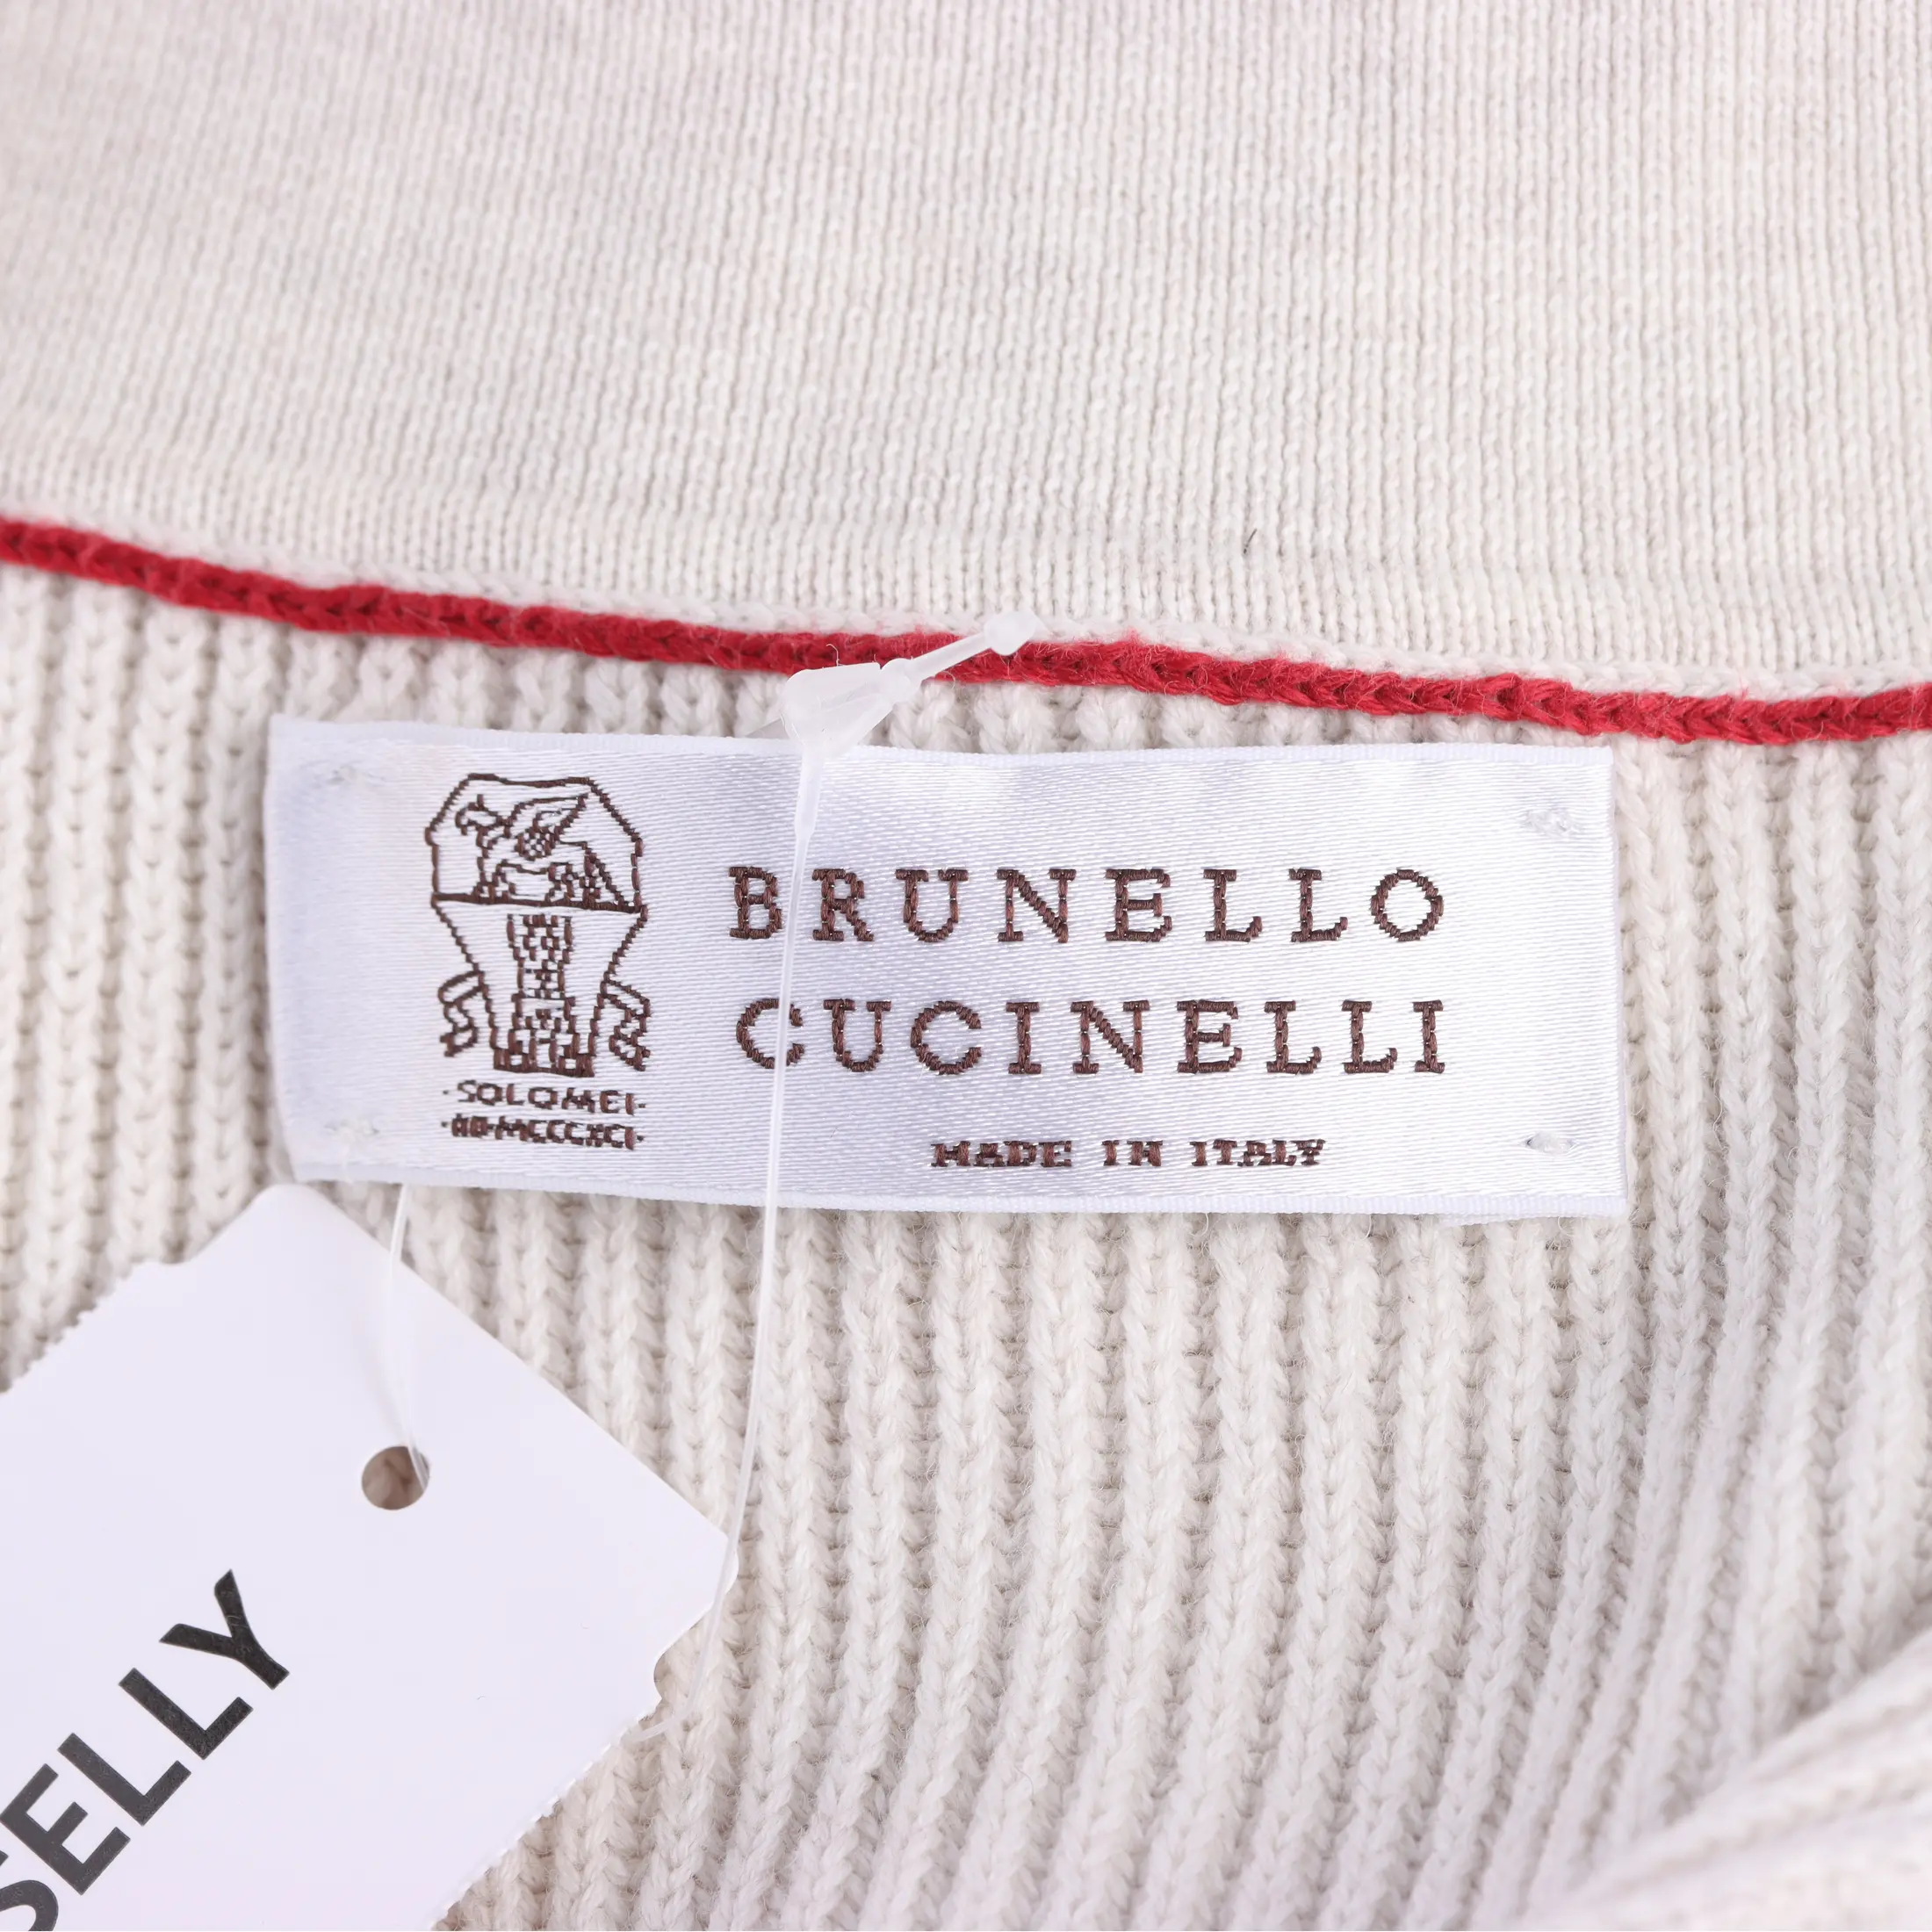 BRUNELLO
CUCINELLI
MADE IN ITALY
·SOLOMEI·
SELLY